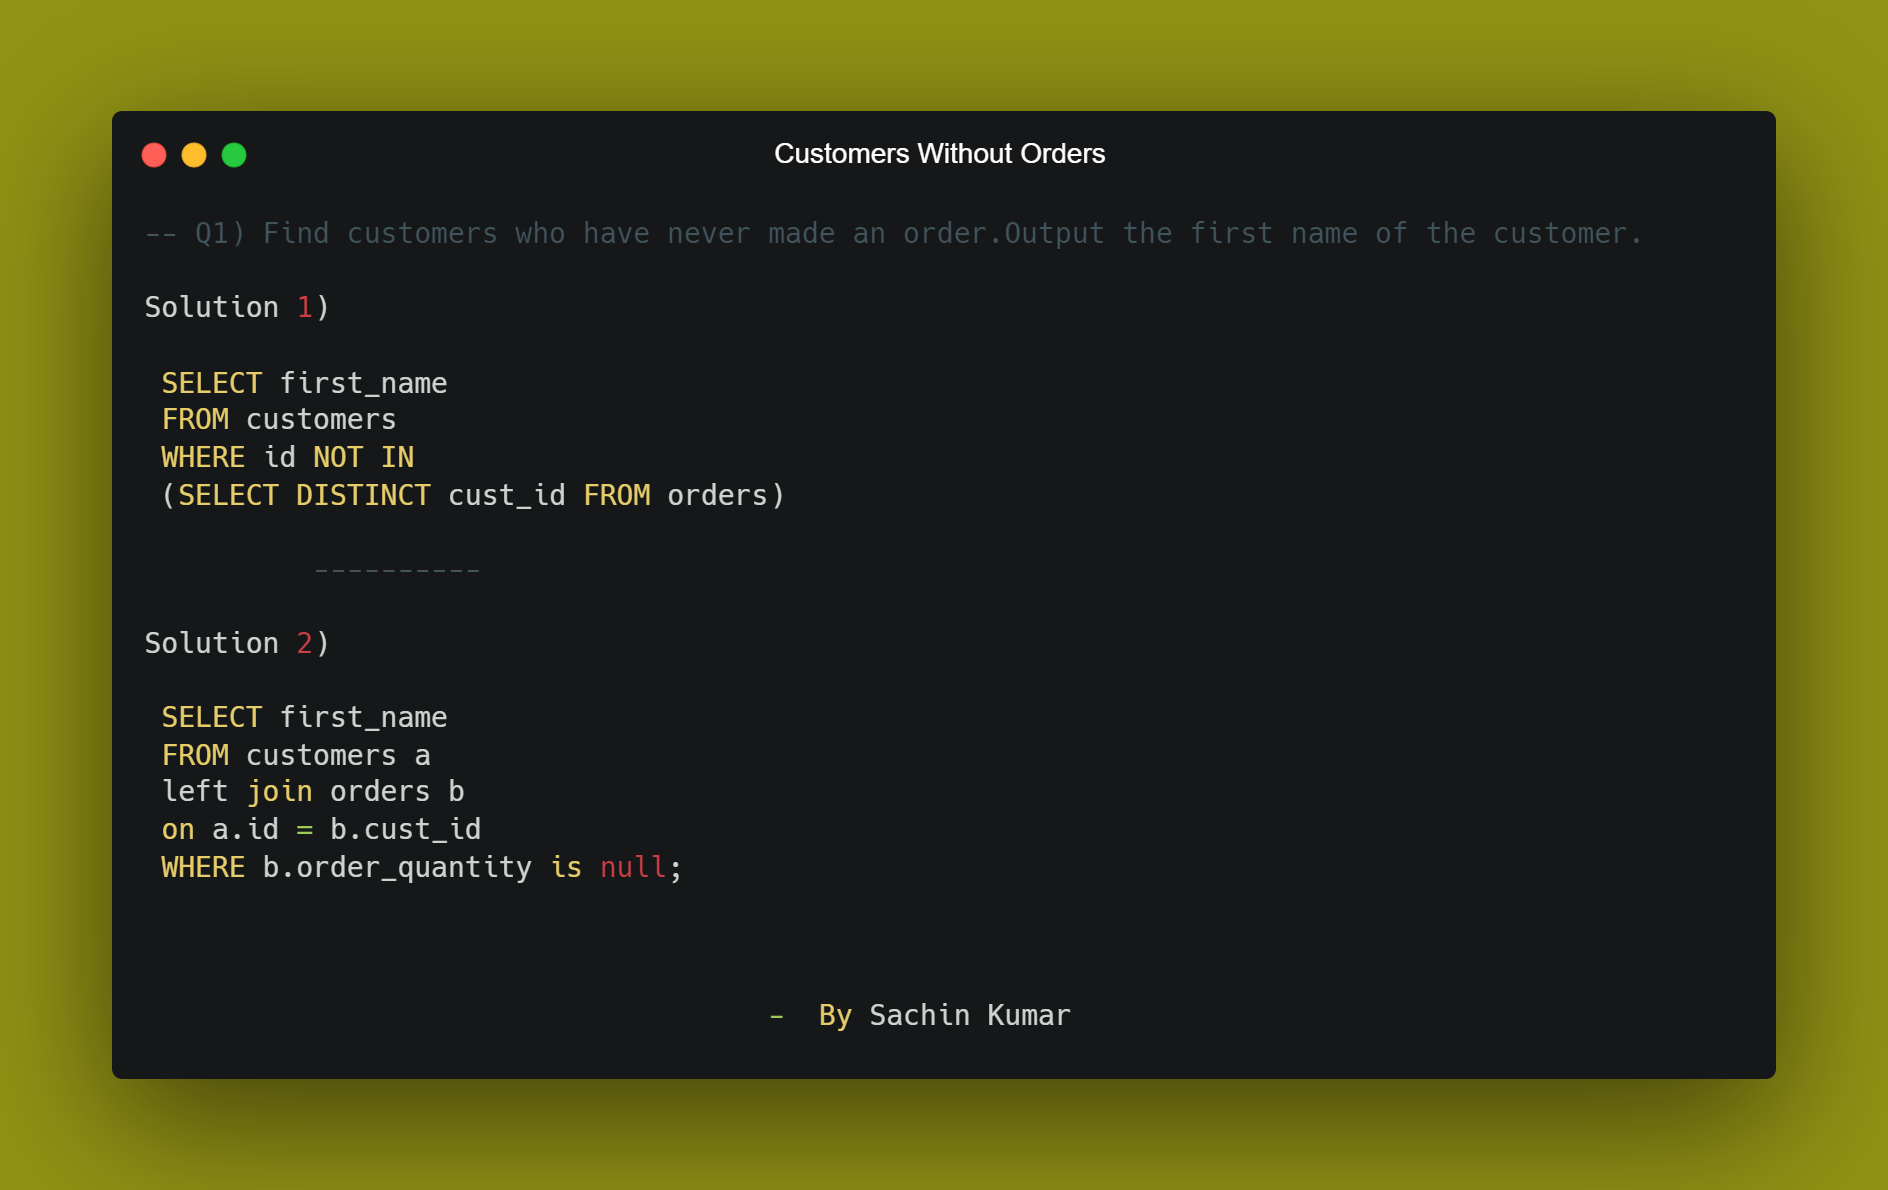 Customers Without Orders
-- Q1) Find customers who have never made an order.Output the first name of the customer.
Solution 1)
SELECT first_name
FROM customers
WHERE id NOT IN
(SELECT DISTINCT cust_id FROM orders)
----------
Solution 2)
SELECT first_name
FROM customers a
left join orders b
on a.id = b.cust_id
WHERE b.order_quantity is null;
- By Sachin Kumar